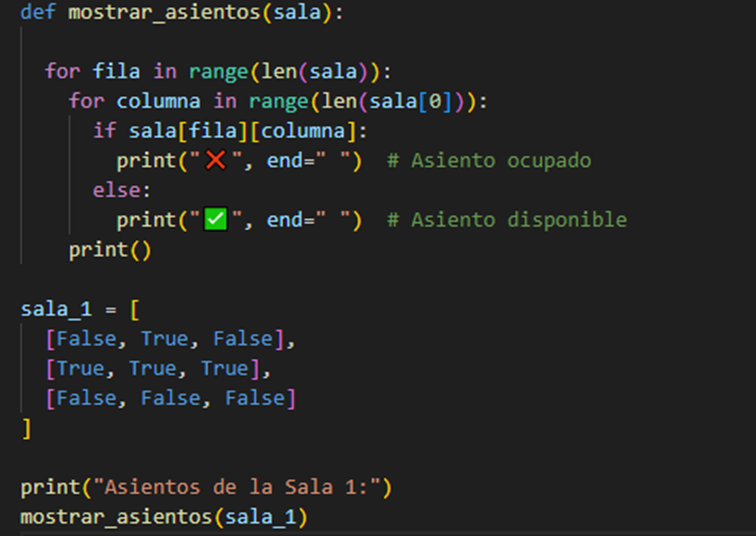 def mostrar_asientos(sala):
for fila in range(len(sala)):
for columna in range(len(sala[0])):
if sala[fila][columna]:
print("❌", end=" ")  # Asiento ocupado
else:
print("✅", end=" ")  # Asiento disponible
print()
sala_1 = [
[False, True, False],
[True, True, True],
[False, False, False]
]
print("Asientos de la Sala 1:")
mostrar_asientos(sala_1)